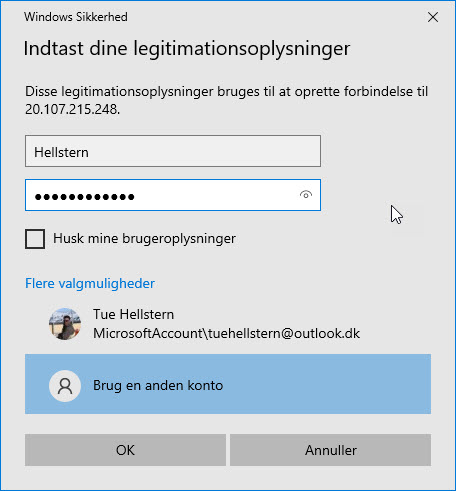 Windows Sikkerhed
Indtast dine legitimationsoplysninger
Disse legitimationsoplysninger bruges til at oprette forbindelse til
20.107.215.248.
Hellstern
●●●●●●●●●●●●
Husk mine brugeroplysninger
Flere valgmuligheder
Tue Hellstern
MicrosoftAccount\tuehellstern@outlook.dk
Brug en anden konto
OK
Annuller